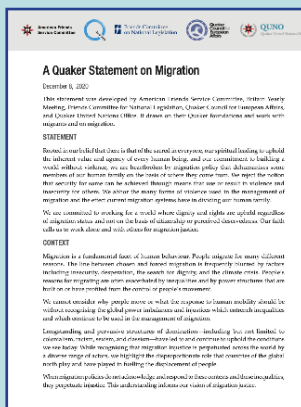 American Friends
Service Committee
Friends Committee
on National Legislation
Quaker
Council for
European
Affairs
QUNO
A Quaker Statement on Migration
December 8, 2020
This statement was developed by American Friends Service Committee, Britain Yearly
Meeting, Friends Committee for National Legislation, Quaker Council for European Affairs,
and Quaker United Nations Office. It draws on their Quaker foundations and work with
migrants and on migration.
STATEMENT
Rooted in our belief that there is that of the sacred in everyone, our spiritual leading to uphold
the inherent value and agency of every human being, and our commitment to building a
world without violence, we are heartbroken by migration policy that dehumanises some
members of our human family on the basis of where they come from. We reject the notion
that security for some can be achieved through means that use or result in violence and
insecurity for others. We abhor the many forms of violence used in the management of
migration and the effect current migration systems have in dividing our human family.
We are committed to working for a world where dignity and rights are upheld regardless
of migration status and not on the basis of citizenship or perceived deservedness. Our faith
calls us to work alone and with others for migration justice.
CONTEXT
Migration is a fundamental facet of human behaviour. People migrate for many different
reasons. The line between chosen and forced migration is frequently blurred by factors
including insecurity, desperation, the search for dignity, and the climate crisis. People's
reasons for migrating are often exacerbated by inequalities and by power structures that are
built on or have profited from the control of people's movement.
We cannot consider why people move or what the response to human mobility should be
without recognising the global power imbalances and injustices which entrench inequalities
and which continue to be used in the management of migration.
Longstanding and pervasive structures of domination—including but not limited to
colonialism, racism, sexism, and classism—have led to and continue to uphold the conditions
we see today. While recognising that migration injustice is perpetuated across the world by
a diverse range of actors, we highlight the disproportionate role that countries of the global
north play and have played in fuelling the displacement of people.
When migration policies do not acknowledge and respond to these contexts and these inequalities,
they perpetuate injustice. This understanding informs our vision of migration justice.